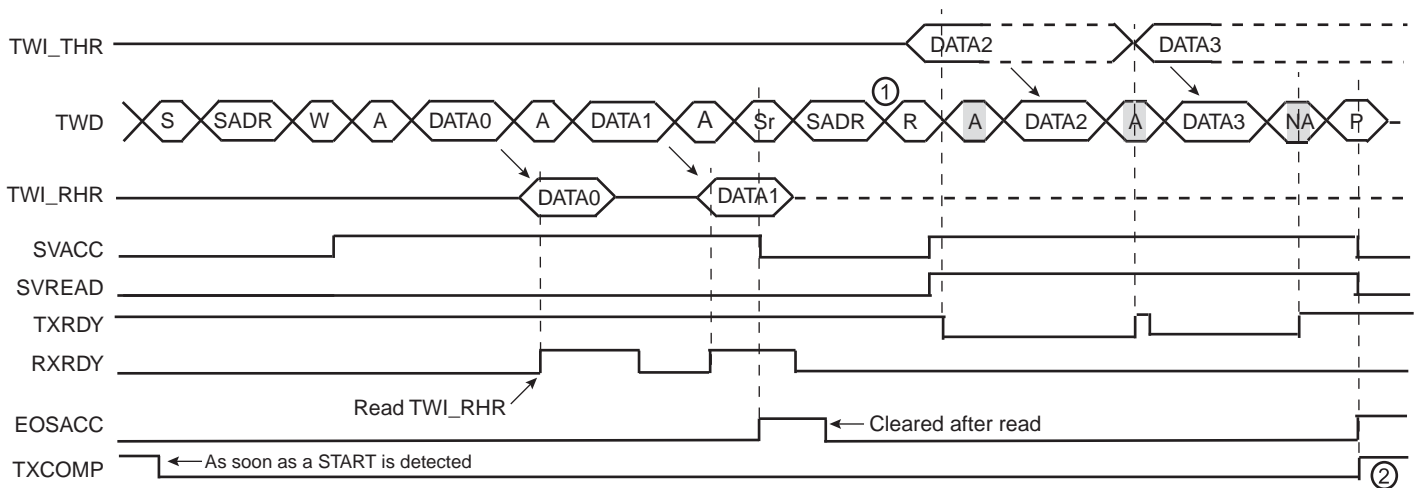 TWI_THR DATA2 DATA3
①
TWD S SADR W A DATA0 A DATA1 A Sr SADR R A DATA2 A DATA3 NA P
TWI_RHR DATA0 DATA1
SVACC
SVREAD
TXRDY
RXRDY
Read TWI_RHR
EOSACC Cleared after read
TXCOMP As soon as a START is detected ②